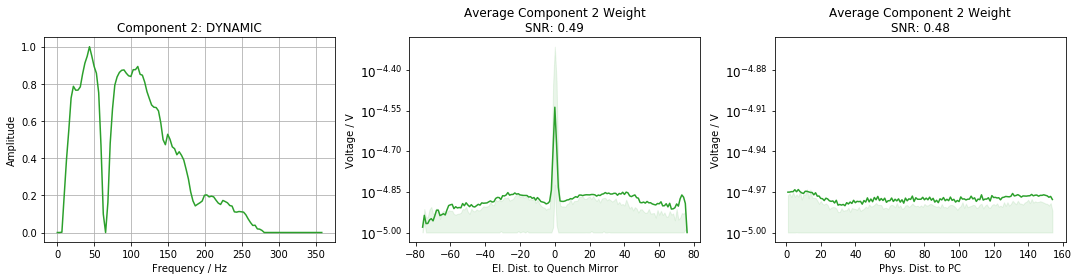 Component 2: DYNAMIC
Amplitude
1.0
0.8
0.6
0.4
0.2
0.0
0 50 100 150 200 250 300 350
Frequency / Hz
Average Component 2 Weight
SNR: 0.49
Voltage / V
10^−4.40
10^−4.55
10^−4.70
10^−4.85
10^−5.00
−80 −60 −40 −20 0 20 40 60 80
El. Dist. to Quench Mirror
Average Component 2 Weight
SNR: 0.48
Voltage / V
10^−4.88
10^−4.91
10^−4.94
10^−4.97
10^−5.00
0 20 40 60 80 100 120 140 160
Phys. Dist. to PC